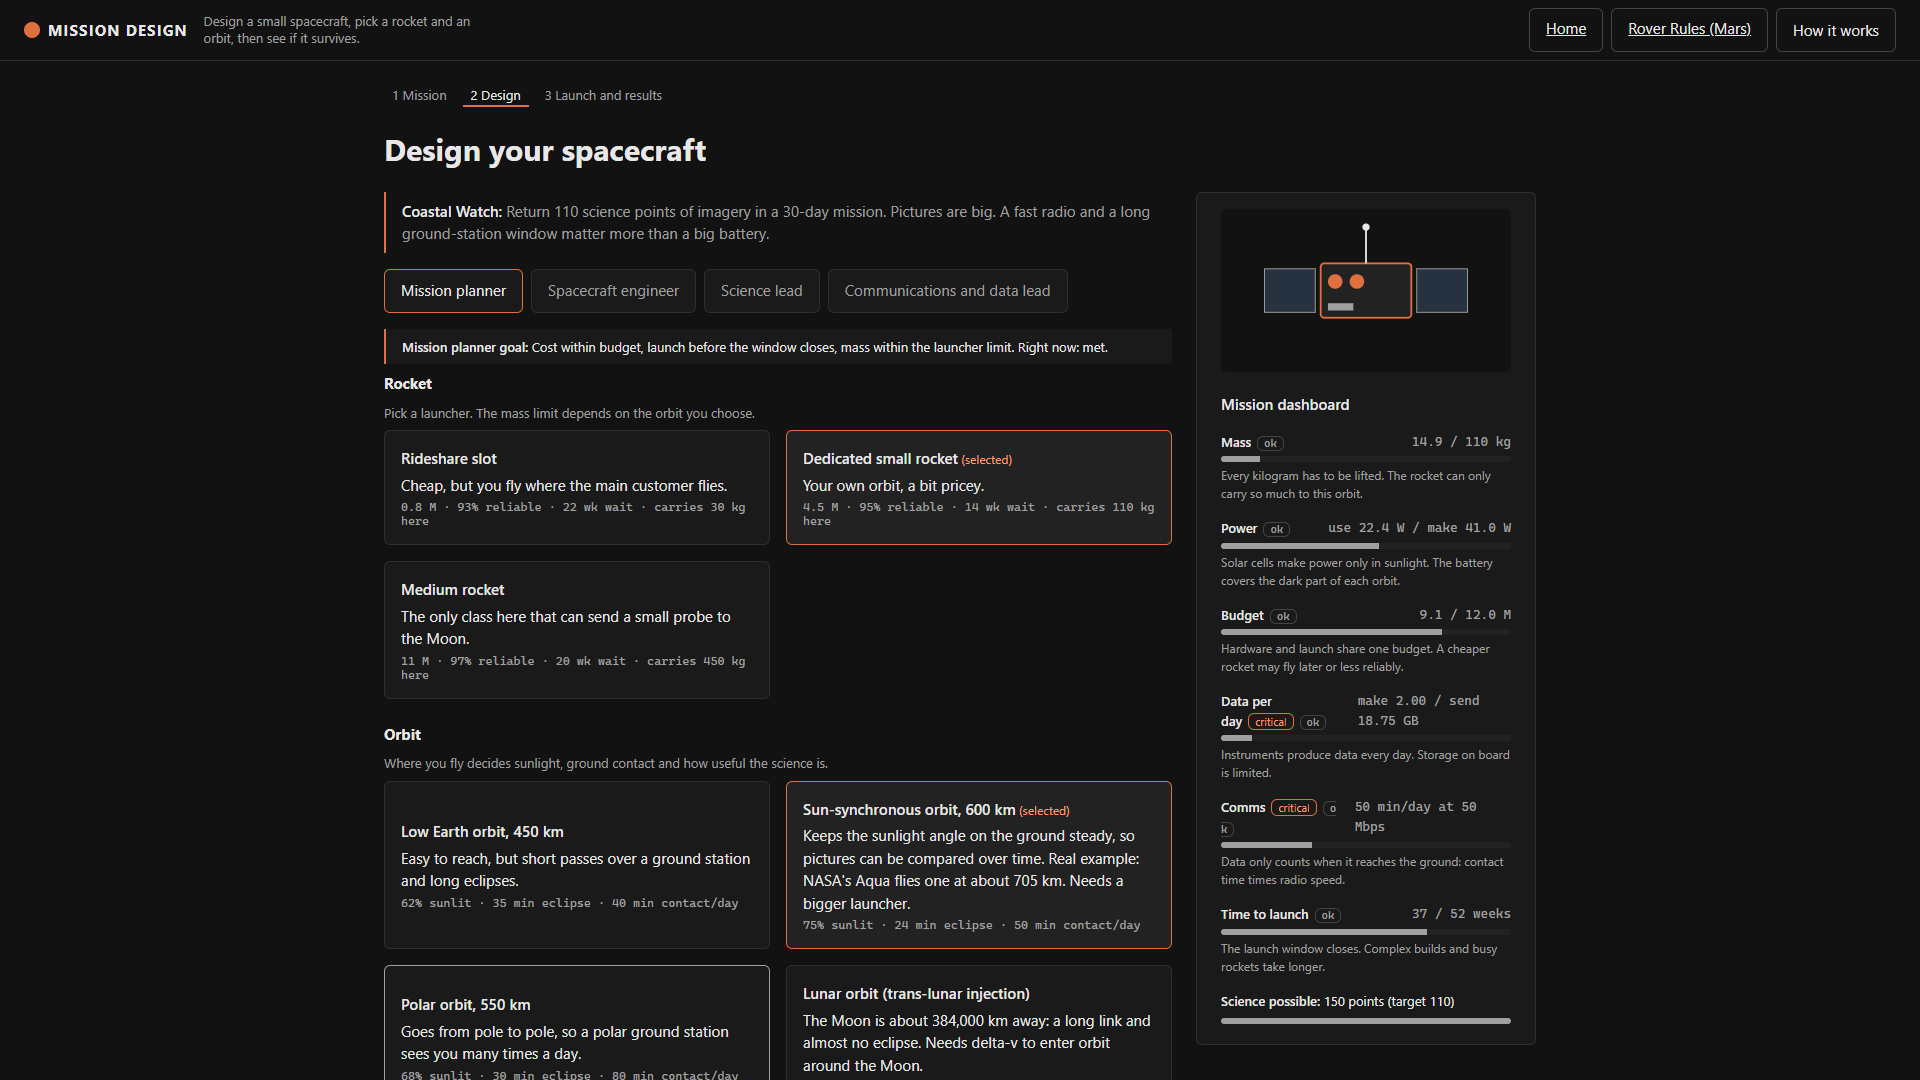 MISSION DESIGN
Design a small spacecraft, pick a rocket and an
orbit, then see if it survives.
Home
Rover Rules (Mars)
How it works
1 Mission
2 Design
3 Launch and results
Design your spacecraft
Coastal Watch: Return 110 science points of imagery in a 30-day mission. Pictures are big. A fast radio and a long
ground-station window matter more than a big battery.
Mission planner
Spacecraft engineer
Science lead
Communications and data lead
Mission planner goal: Cost within budget, launch before the window closes, mass within the launcher limit. Right now: met.
Rocket
Pick a launcher. The mass limit depends on the orbit you choose.
Rideshare slot
Cheap, but you fly where the main customer flies.
0.8 M · 93% reliable · 22 wk wait · carries 30 kg
here
Dedicated small rocket (selected)
Your own orbit, a bit pricey.
4.5 M · 95% reliable · 14 wk wait · carries 110 kg
here
Medium rocket
The only class here that can send a small probe to
the Moon.
11 M · 97% reliable · 20 wk wait · carries 450 kg
here
Orbit
Where you fly decides sunlight, ground contact and how useful the science is.
Low Earth orbit, 450 km
Easy to reach, but short passes over a ground station
and long eclipses.
62% sunlit · 35 min eclipse · 40 min contact/day
Sun-synchronous orbit, 600 km (selected)
Keeps the sunlight angle on the ground steady, so
pictures can be compared over time. Real example:
NASA's Aqua flies one at about 705 km. Needs a
bigger launcher.
75% sunlit · 24 min eclipse · 50 min contact/day
Polar orbit, 550 km
Goes from pole to pole, so a polar ground station
sees you many times a day.
68% sunlit · 30 min eclipse · 80 min contact/day
Lunar orbit (trans-lunar injection)
The Moon is about 384,000 km away: a long link and
almost no eclipse. Needs delta-v to enter orbit
around the Moon.
Mission dashboard
Mass ok 14.9 / 110 kg
Every kilogram has to be lifted. The rocket can only
carry so much to this orbit.
Power ok use 22.4 W / make 41.0 W
Solar cells make power only in sunlight. The battery
covers the dark part of each orbit.
Budget ok 9.1 / 12.0 M
Hardware and launch share one budget. A cheaper
rocket may fly later or less reliably.
Data per make 2.00 / send
day critical ok 18.75 GB
Instruments produce data every day. Storage on board
is limited.
Comms critical o 50 min/day at 50
k Mbps
Data only counts when it reaches the ground: contact
time times radio speed.
Time to launch ok 37 / 52 weeks
The launch window closes. Complex builds and busy
rockets take longer.
Science possible: 150 points (target 110)